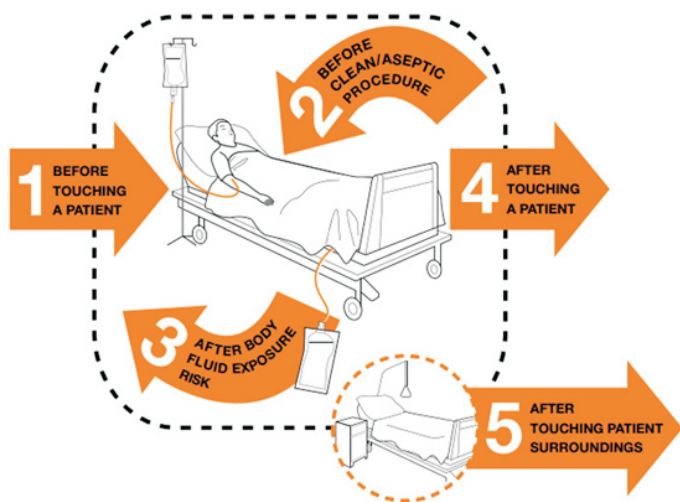 1 BEFORE
TOUCHING
A PATIENT
2 BEFORE
CLEAN/ASEPTIC
PROCEDURE
3 AFTER BODY
FLUID EXPOSURE
RISK
4 AFTER
TOUCHING
A PATIENT
5 AFTER
TOUCHING PATIENT
SURROUNDINGS